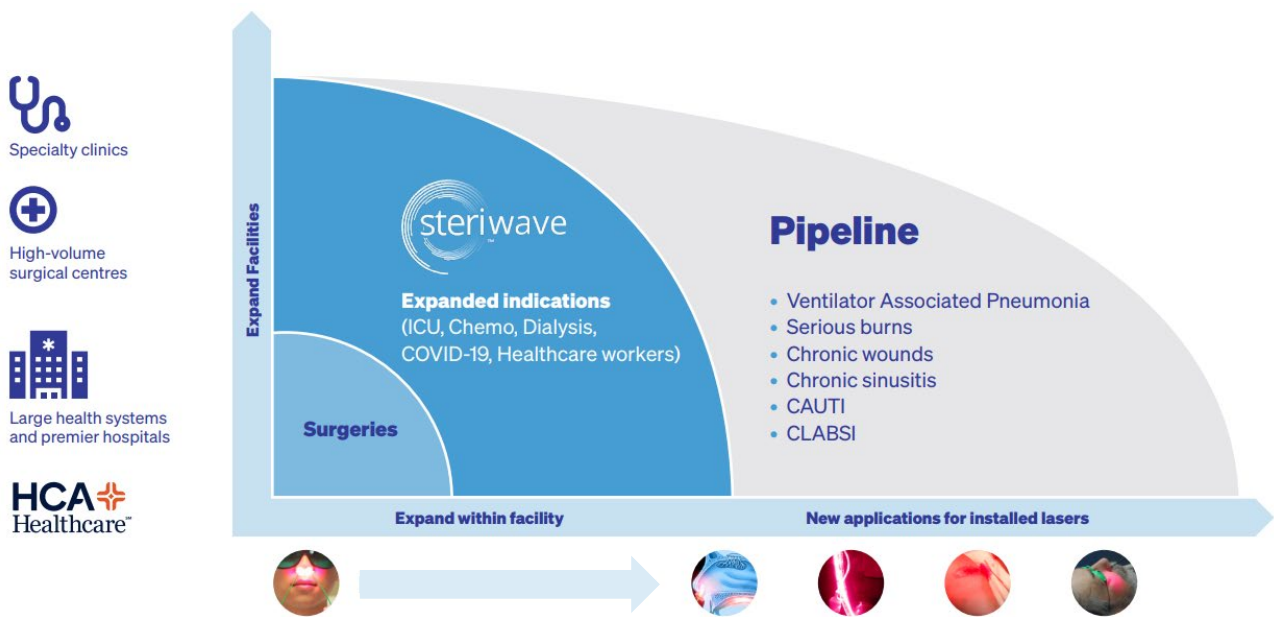 Specialty clinics
High-volume
surgical centres
Large health systems
and premier hospitals
HCA
Healthcare℠
Expand Facilities
steriwave™
Expanded indications
(ICU, Chemo, Dialysis,
COVID-19, Healthcare workers)
Surgeries
Pipeline
• Ventilator Associated Pneumonia
• Serious burns
• Chronic wounds
• Chronic sinusitis
• CAUTI
• CLABSI
Expand within facility
New applications for installed lasers